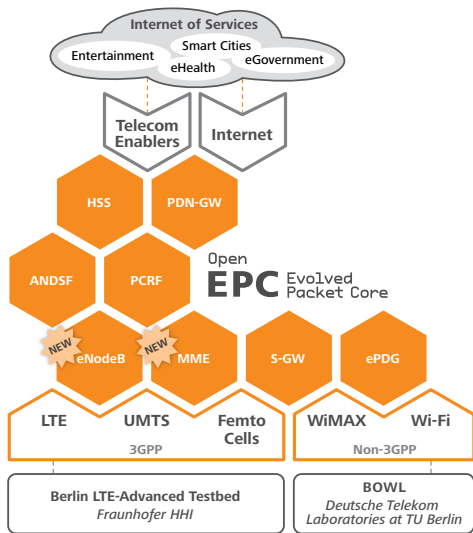 Internet of Services
Smart Cities
Entertainment
eGovernment
eHealth
Telecom
Enablers
Internet
HSS
PDN-GW
ANDSF
PCRF
Open
EPC Evolved
Packet Core
NEW
NEW
eNodeB
MME
S-GW
ePDG
LTE
UMTS
Femto
Cells
WiMAX
Wi-Fi
3GPP
Non-3GPP
Berlin LTE-Advanced Testbed
Fraunhofer HHI
BOWL
Deutsche Telekom
Laboratories at TU Berlin